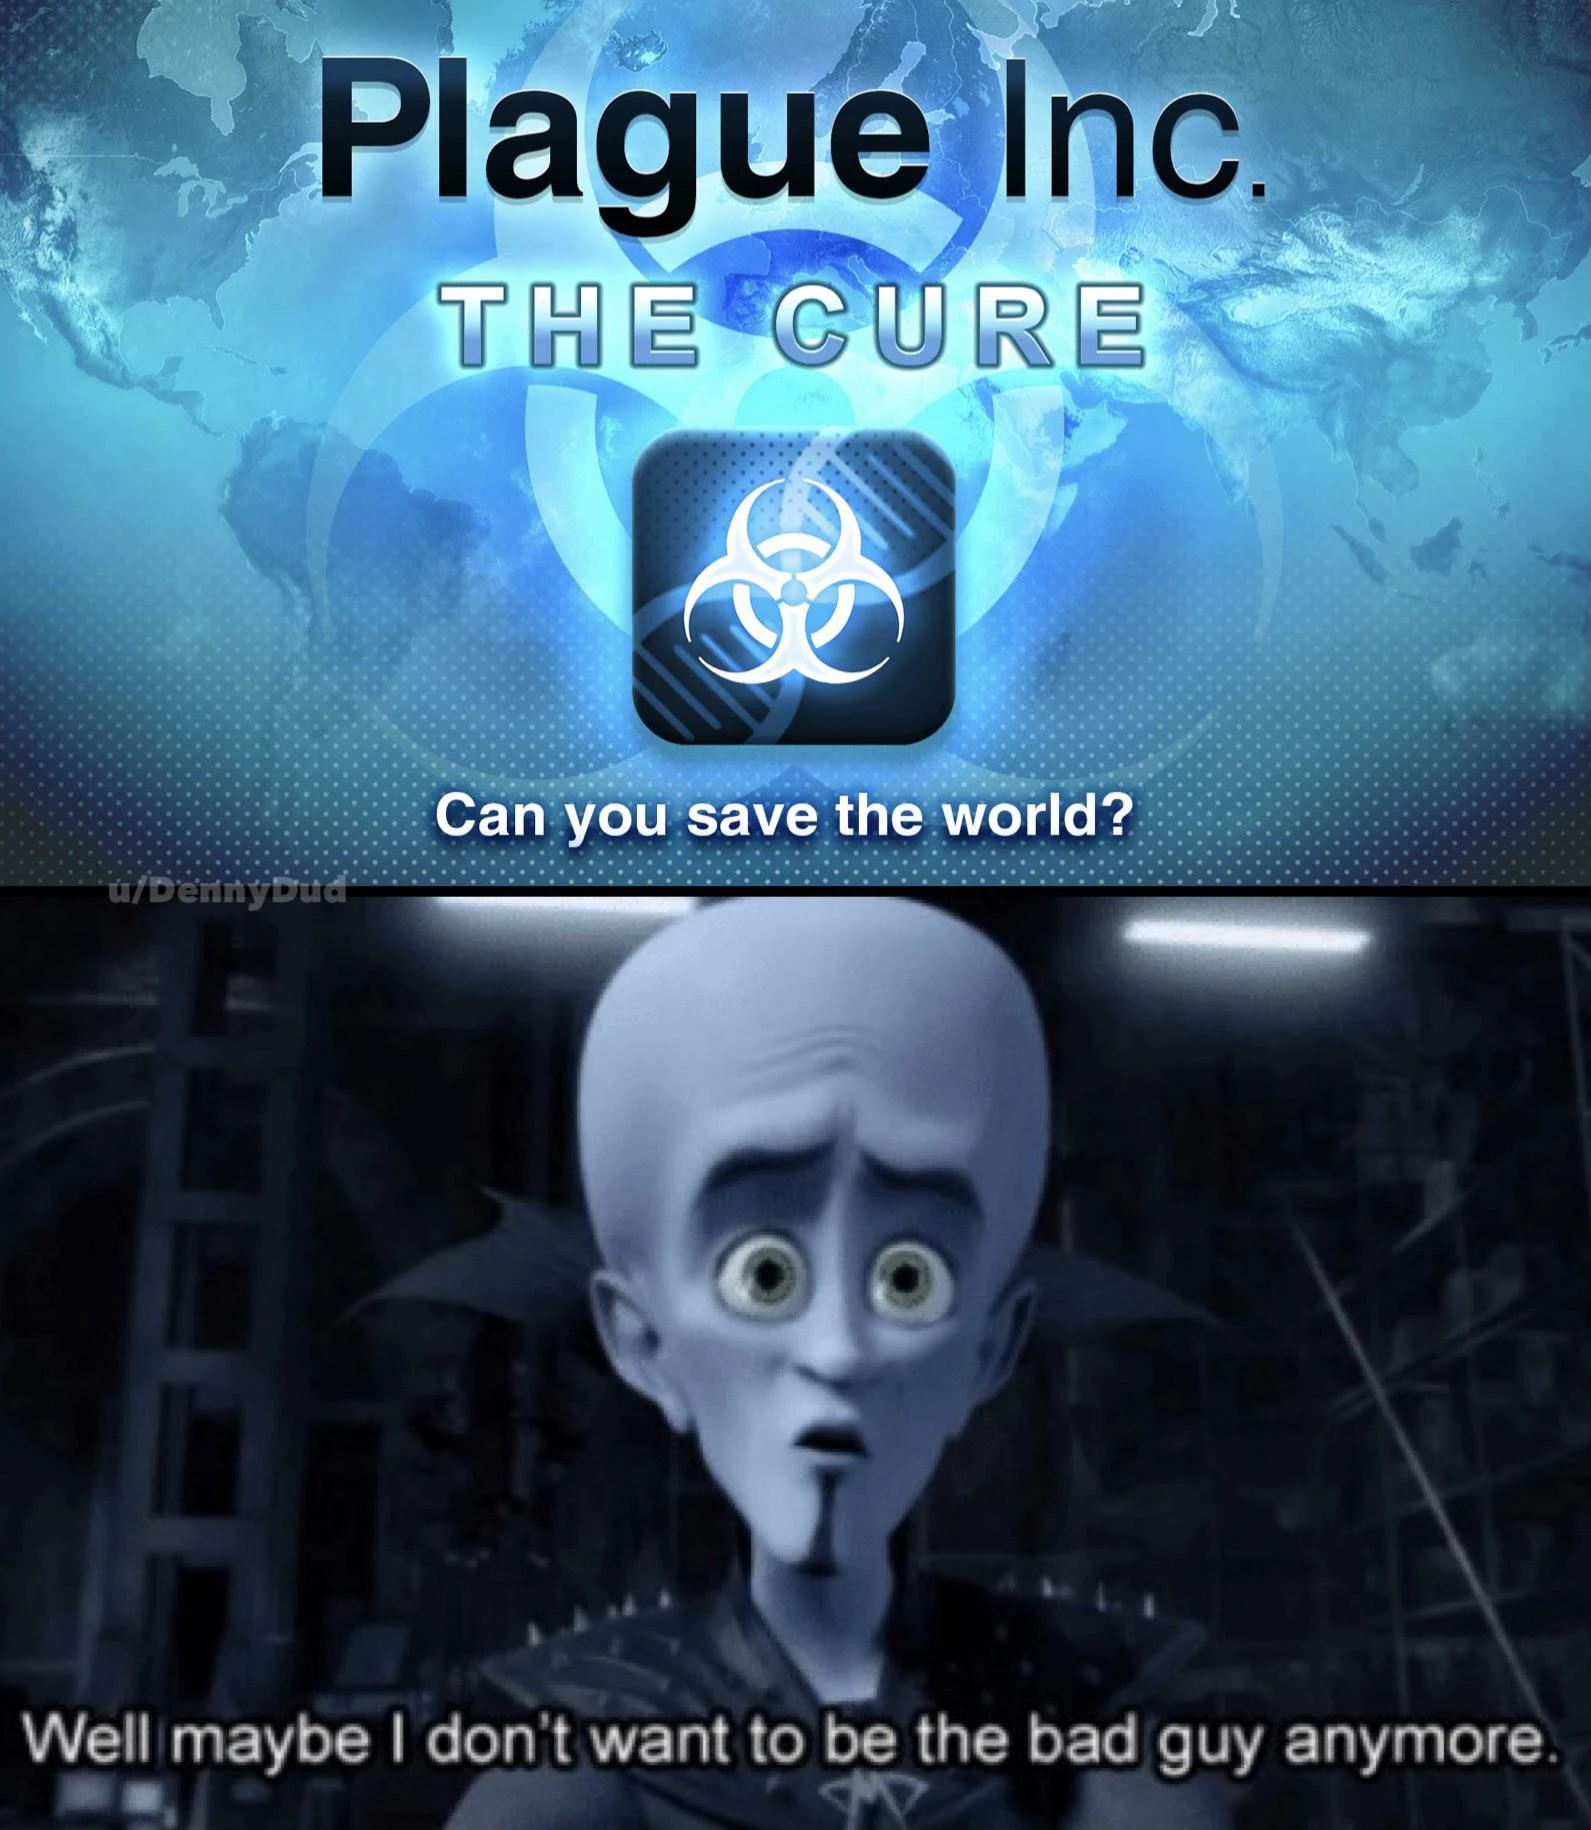 Plague Inc.
THE CURE
Can you save the world?
u/DennyDud
Well maybe I don't want to be the bad guy anymore.